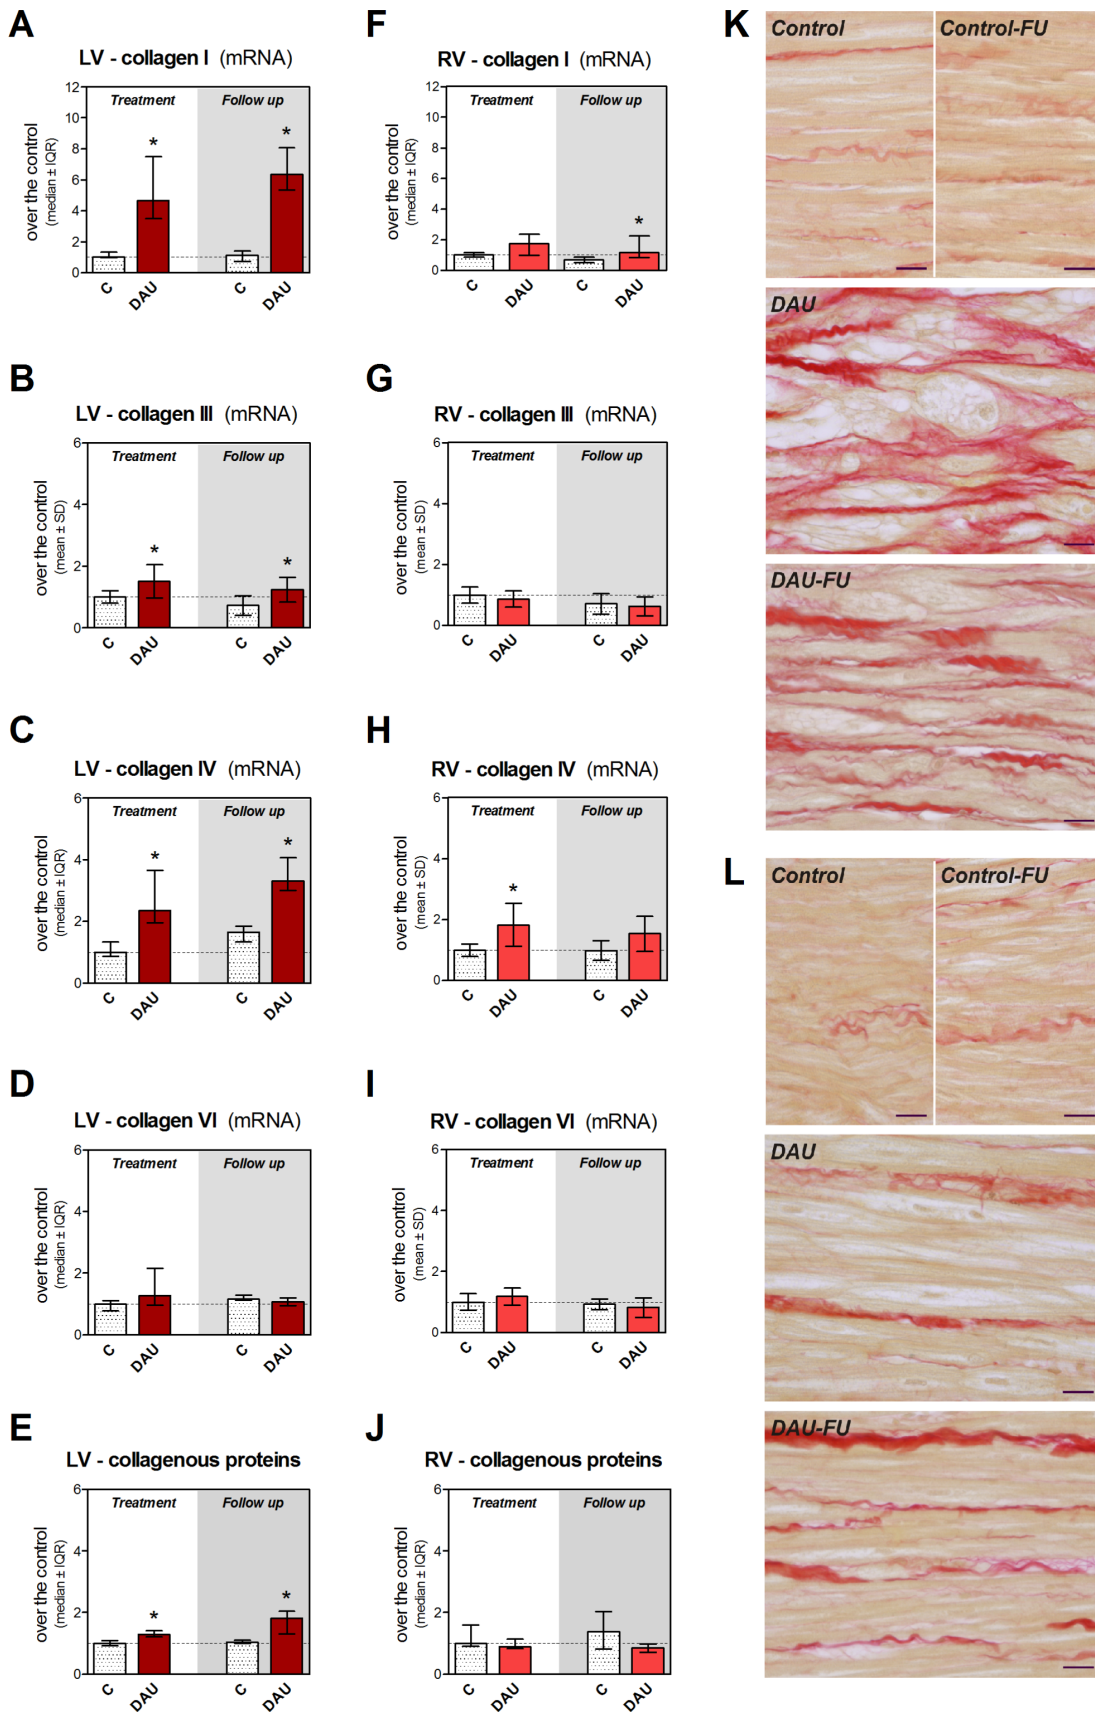 A
LV - collagen I (mRNA)
over the control
(median ± IQR)
12
10
8
6
4
2
0
Treatment
Follow up
*
*
C
DAU
C
DAU
B
LV - collagen III (mRNA)
over the control
(mean ± SD)
6
4
2
0
Treatment
Follow up
*
*
C
DAU
C
DAU
C
LV - collagen IV (mRNA)
over the control
(median ± IQR)
6
4
2
0
Treatment
Follow up
*
*
C
DAU
C
DAU
D
LV - collagen VI (mRNA)
over the control
(median ± IQR)
6
4
2
0
Treatment
Follow up
C
DAU
C
DAU
E
LV - collagenous proteins
over the control
(median ± IQR)
6
4
2
0
Treatment
Follow up
*
*
C
DAU
C
DAU
F
RV - collagen I (mRNA)
over the control
(median ± IQR)
12
10
8
6
4
2
0
Treatment
Follow up
*
C
DAU
C
DAU
G
RV - collagen III (mRNA)
over the control
(mean ± SD)
6
4
2
0
Treatment
Follow up
C
DAU
C
DAU
H
RV - collagen IV (mRNA)
over the control
(mean ± SD)
6
4
2
0
Treatment
Follow up
*
C
DAU
C
DAU
I
RV - collagen VI (mRNA)
over the control
(mean ± SD)
6
4
2
0
Treatment
Follow up
C
DAU
C
DAU
J
RV - collagenous proteins
over the control
(median ± IQR)
6
4
2
0
Treatment
Follow up
C
DAU
C
DAU
K
Control
Control-FU
DAU
DAU-FU
L
Control
Control-FU
DAU
DAU-FU